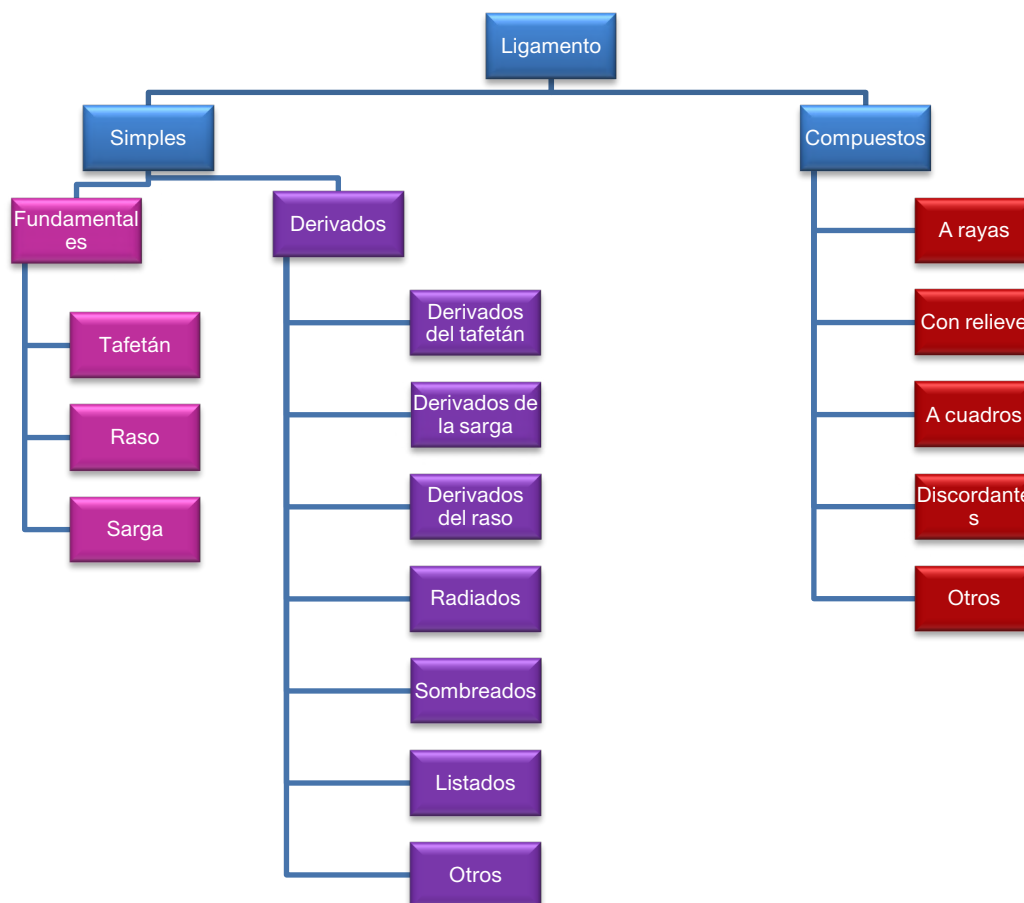 Ligamento
Simples
Compuestos
Fundamental
es
Derivados
Tafetán
Raso
Sarga
Derivados
del tafetán
Derivados de
la sarga
Derivados
del raso
Radiados
Sombreados
Listados
Otros
A rayas
Con relieve
A cuadros
Discordante
s
Otros